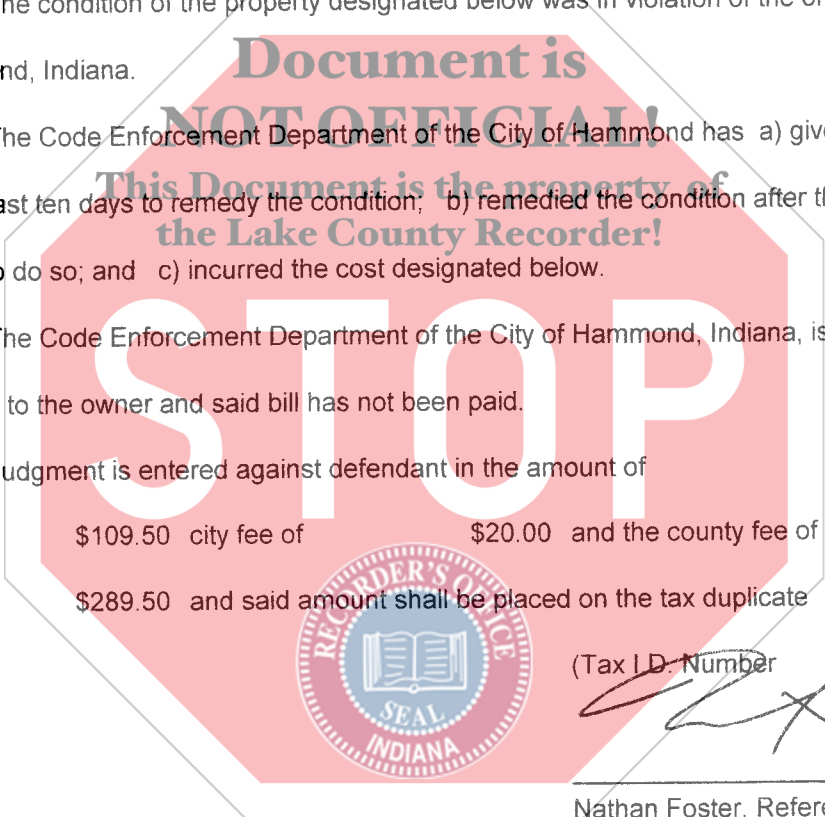 he condition of the property designated below was in violation of the
nd, Indiana.
Document is
NOT OFFICIAL!
The Code Enforcement Department of the City of Hammond has a) give
This Document is the property of
ast ten days to remedy the condition; b) remedied the condition after th
the Lake County Recorder!
o do so; and c) incurred the cost designated below.
The Code Enforcement Department of the City of Hammond, Indiana, is
STOP
to the owner and said bill has not been paid.
udgment is entered against defendant in the amount of
$109.50 city fee of $20.00 and the county fee of
$289.50 and said amount shall be placed on the tax duplicate
RECORDER'S OFFICE
SEAL
INDIANA
(Tax I.D. Number
Nathan Foster, Refere